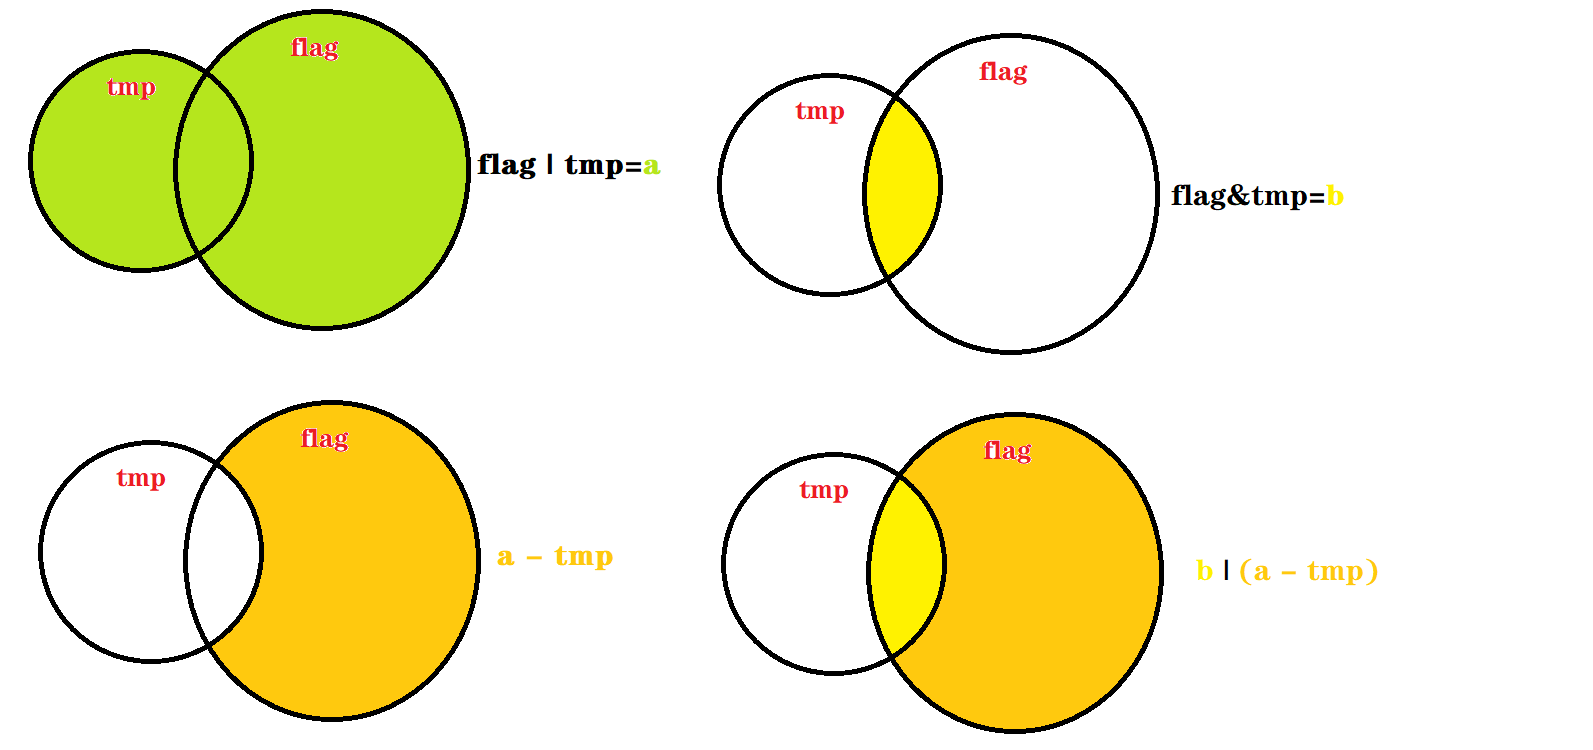 flag
tmp
flag | tmp=a
flag
tmp
flag&tmp=b
flag
tmp
a - tmp
flag
tmp
b | (a - tmp)